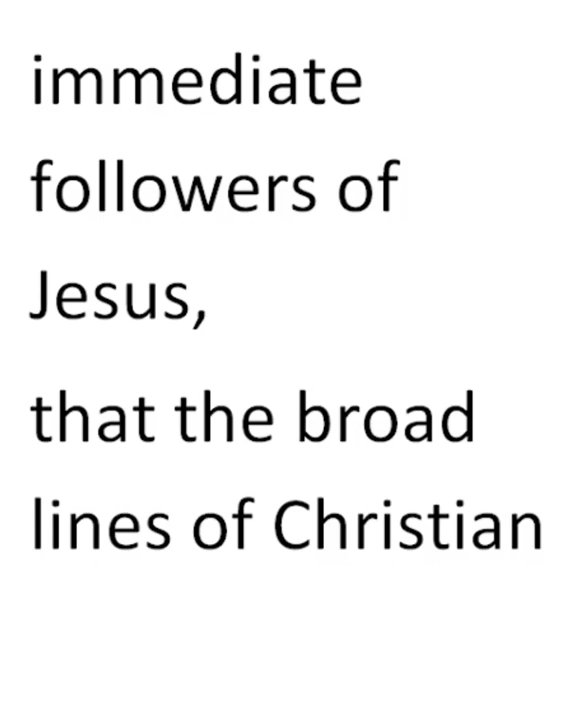 immediate
followers of
Jesus,
that the broad
lines of Christian